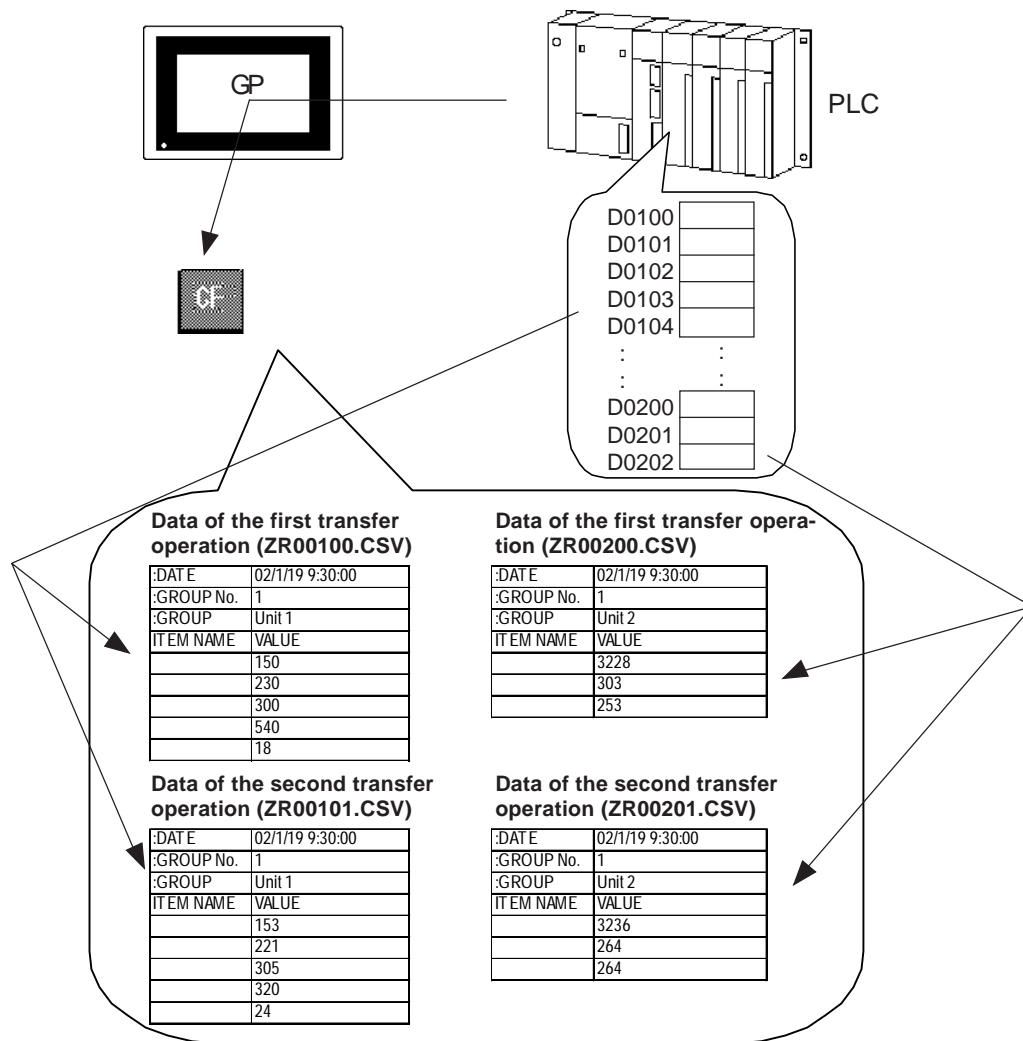 GP
PLC
CF
D0100
D0101
D0102
D0103
D0104
D0200
D0201
D0202
Data of the first transfer
operation (ZR00100.CSV)
:DATE 02/1/19 9:30:00
:GROUP No. 1
:GROUP Unit 1
ITEM NAME VALUE
150
230
300
540
18
Data of the first transfer opera-
tion (ZR00200.CSV)
:DATE 02/1/19 9:30:00
:GROUP No. 1
:GROUP Unit 2
ITEM NAME VALUE
3228
303
253
Data of the second transfer
operation (ZR00101.CSV)
:DATE 02/1/19 9:30:00
:GROUP No. 1
:GROUP Unit 1
ITEM NAME VALUE
153
221
305
320
24
Data of the second transfer
operation (ZR00201.CSV)
:DATE 02/1/19 9:30:00
:GROUP No. 1
:GROUP Unit 2
ITEM NAME VALUE
3236
264
264